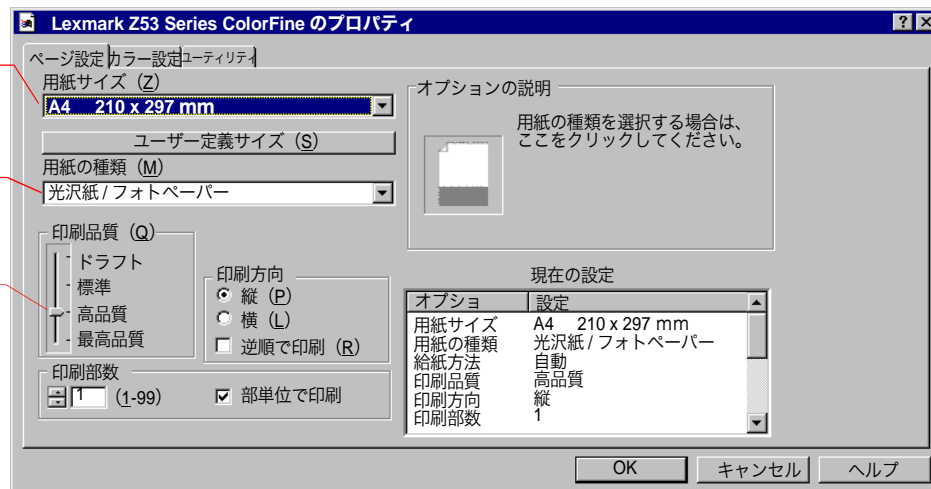 Lexmark Z53 Series ColorFine のプロパティ
ページ設定 カラー設定 ユーティリティ
用紙サイズ（Z）
A4 210 x 297 mm
ユーザー定義サイズ（S）
用紙の種類（M）
光沢紙 / フォトペーパー
オプションの説明
用紙の種類を選択する場合は、
ここをクリックしてください。
印刷品質（Q）
ドラフト
標準
高品質
最高品質
印刷方向
縦（P）
横（L）
逆順で印刷（R）
印刷部数
1 (1-99)
部単位で印刷
現在の設定
オプショ 設定
用紙サイズ A4 210 x 297 mm
用紙の種類 光沢紙 / フォトペーパー
給紙方法 自動
印刷品質 高品質
印刷方向 縦
印刷部数 1
OK キャンセル ヘルプ